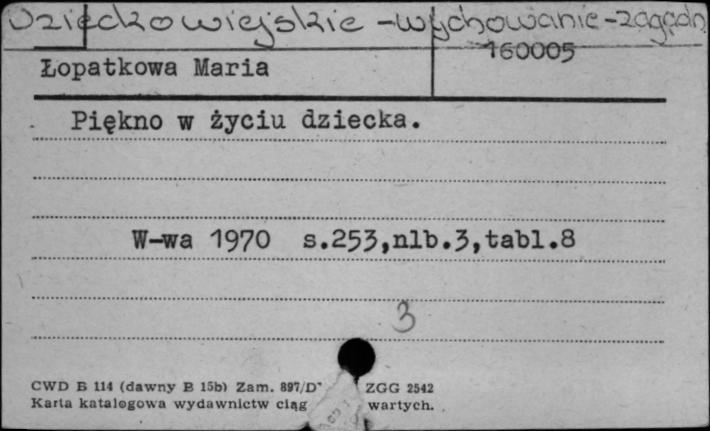 Dziecko wiejskie - wychowanie - zagadn.
160005
Łopatkowa Maria
Piękno w życiu dziecka.
W-wa 1970 s.253,nlb.3,tabl.8
3
CWD B 114 (dawny B 15b) Zam. 897/D ZGG 2542
Karta katalogowa wydawnictw ciąg wartych.